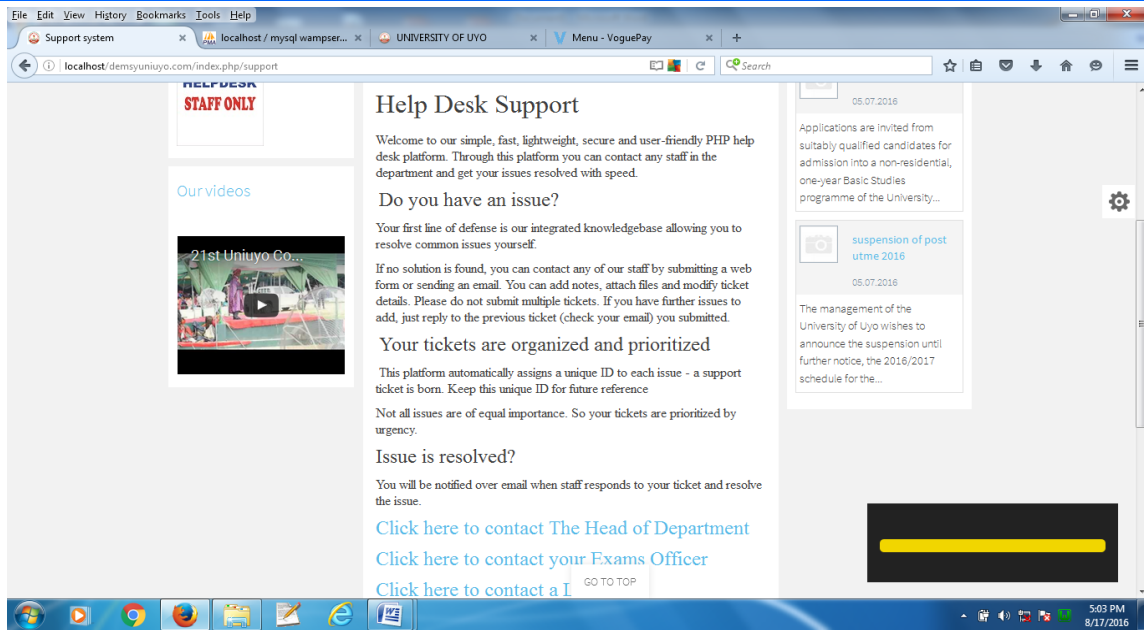 File Edit View History Bookmarks Tools Help
Support system
localhost / mysql wampser...
UNIVERSITY OF UYO
Menu - VoguePay
localhost/demsyuniuyo.com/index.php/support
Search
HELPDESK
STAFF ONLY
Our videos
21st Uniuyo Co...
Help Desk Support
Welcome to our simple, fast, lightweight, secure and user-friendly PHP help
desk platform. Through this platform you can contact any staff in the
department and get your issues resolved with speed.
Do you have an issue?
Your first line of defense is our integrated knowledgebase allowing you to
resolve common issues yourself.
If no solution is found, you can contact any of our staff by submitting a web
form or sending an email. You can add notes, attach files and modify ticket
details. Please do not submit multiple tickets. If you have further issues to
add, just reply to the previous ticket (check your email) you submitted.
Your tickets are organized and prioritized
This platform automatically assigns a unique ID to each issue - a support
ticket is born. Keep this unique ID for future reference
Not all issues are of equal importance. So your tickets are prioritized by
urgency.
Issue is resolved?
You will be notified over email when staff responds to your ticket and resolve
the issue.
Click here to contact The Head of Department
Click here to contact your Exams Officer
Click here to contact a
GO TO TOP
05.07.2016
Applications are invited from
suitably qualified candidates for
admission into a non-residential,
one-year Basic Studies
programme of the University...
suspension of post
utme 2016
05.07.2016
The management of the
University of Uyo wishes to
announce the suspension until
further notice, the 2016/2017
schedule for the...
5:03 PM
8/17/2016